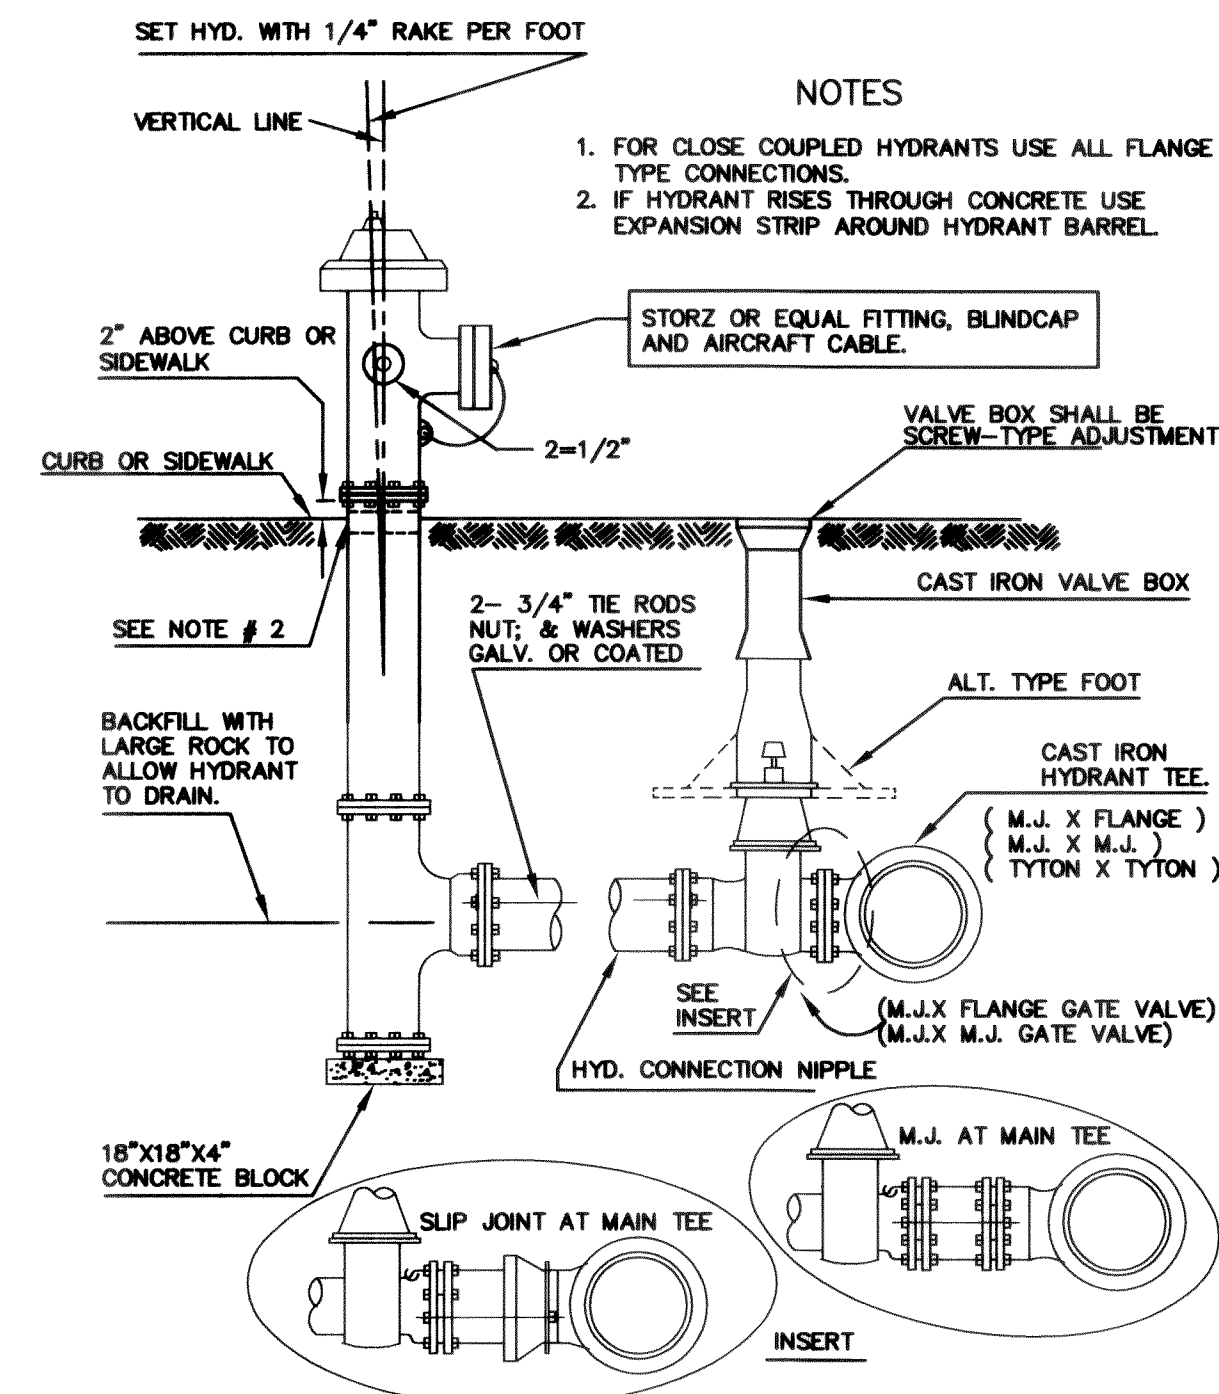 SET HYD. WITH 1/4" RAKE PER FOOT
VERTICAL LINE
NOTES
1. FOR CLOSE COUPLED HYDRANTS USE ALL FLANGE
TYPE CONNECTIONS.
2. IF HYDRANT RISES THROUGH CONCRETE USE
EXPANSION STRIP AROUND HYDRANT BARREL.
2" ABOVE CURB OR
SIDEWALK
STORZ OR EQUAL FITTING, BLINDCAP
AND AIRCRAFT CABLE.
2=1/2"
VALVE BOX SHALL BE
SCREW-TYPE ADJUSTMENT
CURB OR SIDEWALK
CAST IRON VALVE BOX
2- 3/4" TIE RODS
NUT; & WASHERS
GALV. OR COATED
SEE NOTE # 2
ALT. TYPE FOOT
BACKFILL WITH
LARGE ROCK TO
ALLOW HYDRANT
TO DRAIN.
CAST IRON
HYDRANT TEE.
( M.J. X FLANGE )
( M.J. X M.J. )
( TYTON X TYTON )
SEE
INSERT
(M.J.X FLANGE GATE VALVE)
(M.J.X M.J. GATE VALVE)
HYD. CONNECTION NIPPLE
18"X18"X4"
CONCRETE BLOCK
M.J. AT MAIN TEE
SLIP JOINT AT MAIN TEE
INSERT